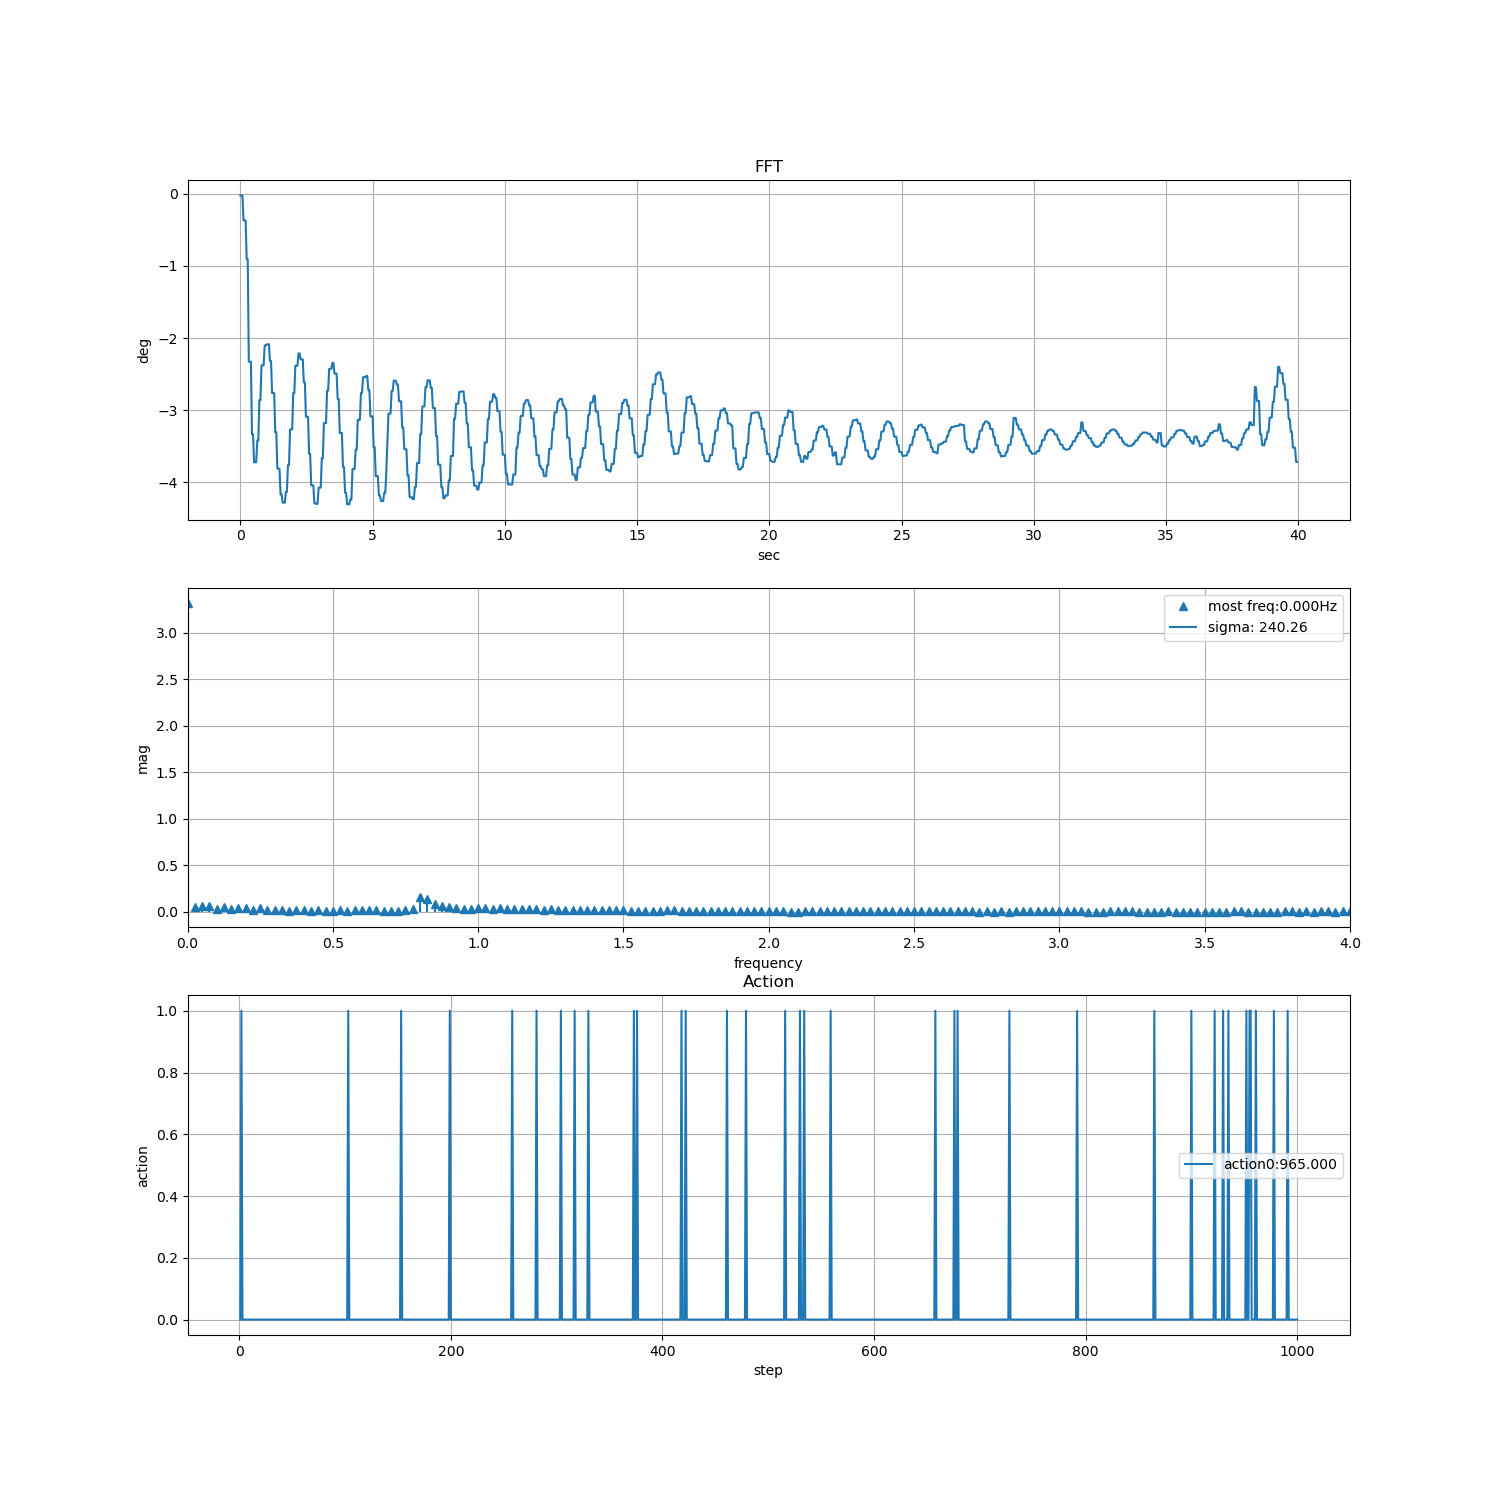 FFT
0
−1
−2
−3
−4
deg
0 5 10 15 20 25 30 35 40
sec
most freq:0.000Hz
sigma: 240.26
3.0
2.5
2.0
1.5
1.0
0.5
0.0
mag
0.0 0.5 1.0 1.5 2.0 2.5 3.0 3.5 4.0
frequency
Action
1.0
0.8
0.6
0.4
0.2
0.0
action
action0:965.000
0 200 400 600 800 1000
step